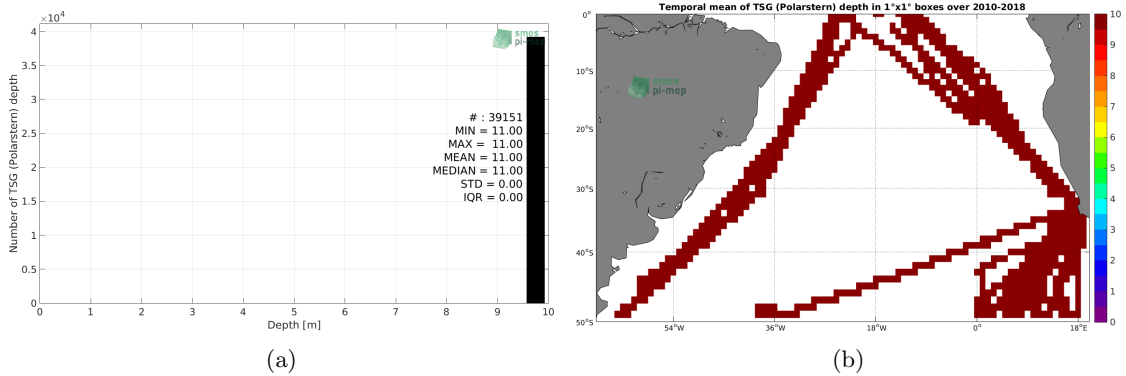 ×10⁴
4
3.5
3
2.5
2
1.5
1
0.5
0
Number of TSG (Polarstern) depth
smos
pi-mep
# : 39151
MIN = 11.00
MAX = 11.00
MEAN = 11.00
MEDIAN = 11.00
STD = 0.00
IQR = 0.00
0 1 2 3 4 5 6 7 8 9 10
Depth [m]
(a)
Temporal mean of TSG (Polarstern) depth in 1°x1° boxes over 2010-2018
0°
10°S
20°S
30°S
40°S
50°S
smos
pi-mep
54°W 36°W 18°W 0° 18°E
10
9
8
7
6
5
4
3
2
1
0
(b)